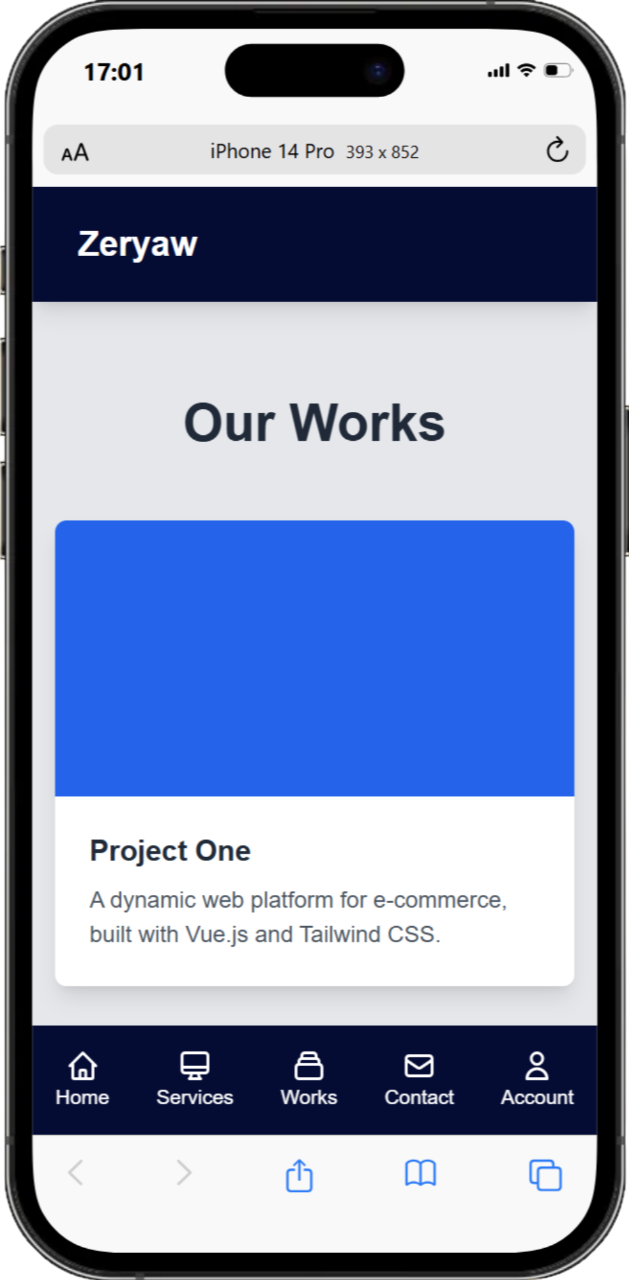 17:01
AA iPhone 14 Pro 393 x 852
Zeryaw
Our Works
Project One
A dynamic web platform for e-commerce,
built with Vue.js and Tailwind CSS.
Home Services Works Contact Account